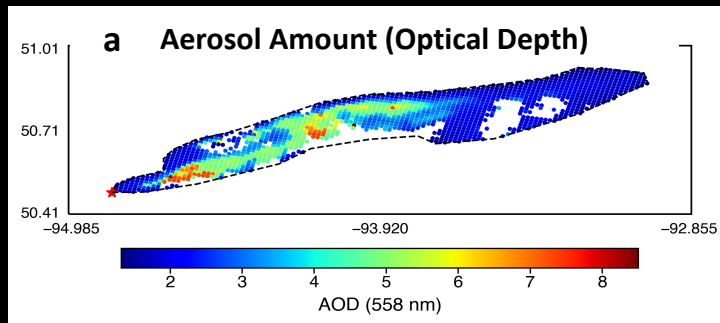 a Aerosol Amount (Optical Depth)
51.01
50.71
50.41
−94.985 −93.920 −92.855
2 3 4 5 6 7 8
AOD (558 nm)